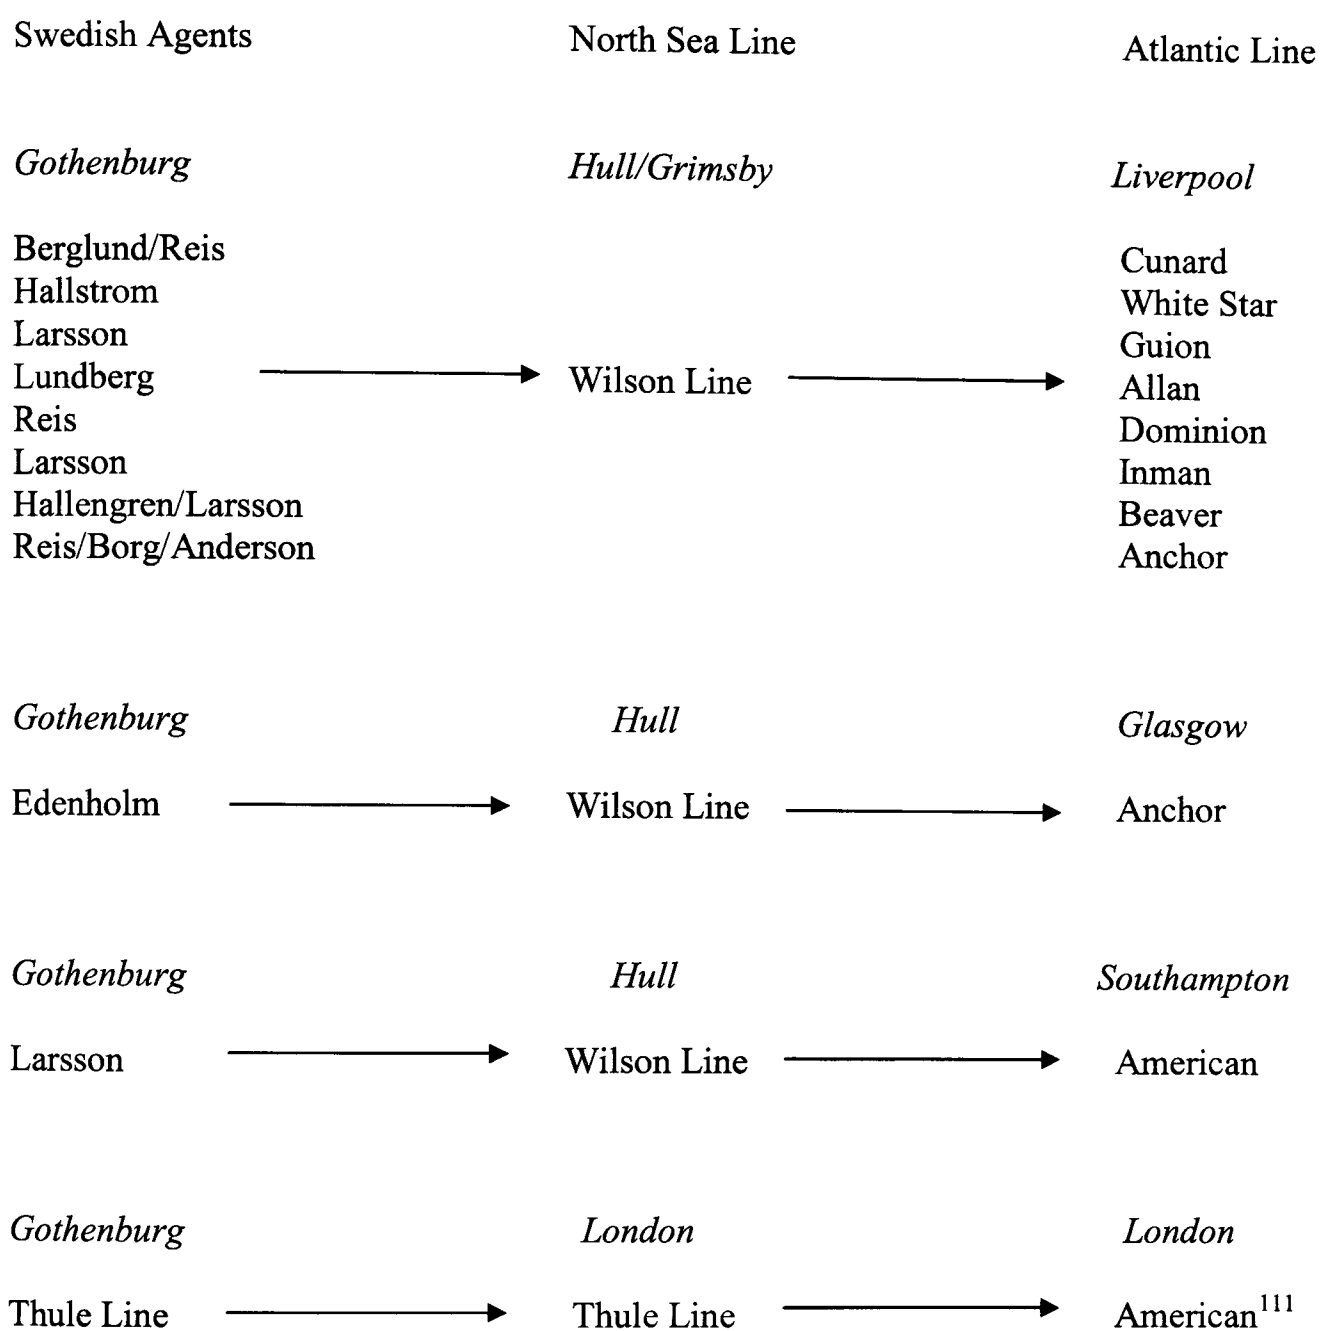 Swedish Agents North Sea Line Atlantic Line
Gothenburg Hull/Grimsby Liverpool
Berglund/Reis Cunard
Hallstrom White Star
Larsson Guion
Lundberg Wilson Line Allan
Reis Dominion
Larsson Inman
Hallengren/Larsson Beaver
Reis/Borg/Anderson Anchor
Gothenburg Hull Glasgow
Edenholm Wilson Line Anchor
Gothenburg Hull Southampton
Larsson Wilson Line American
Gothenburg London London
Thule Line Thule Line American¹¹¹